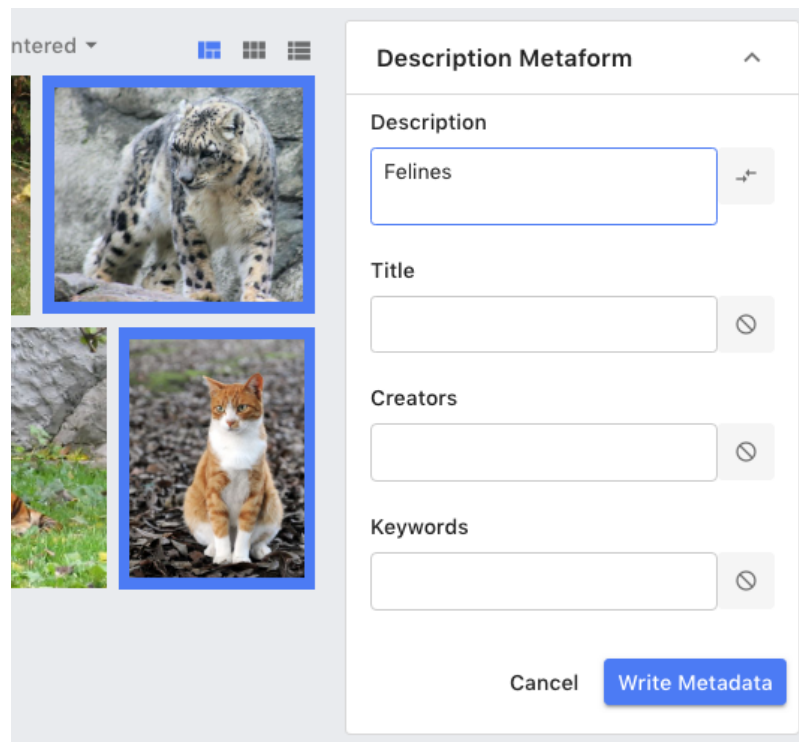 ntered
Description Metaform
Description
Felines
Title
Creators
Keywords
Cancel
Write Metadata